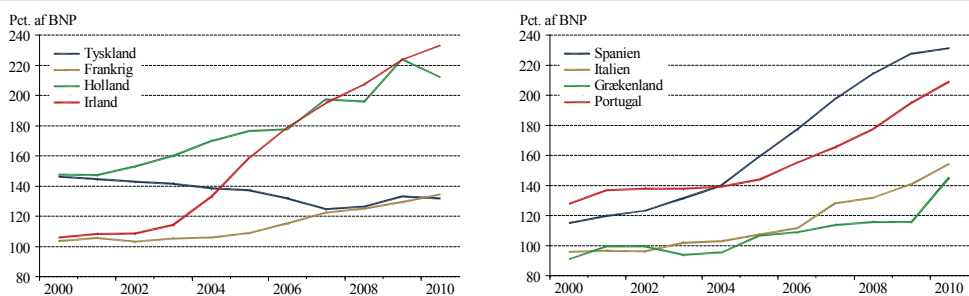 Pct. af BNP
240
220
200
180
160
140
120
100
80
Tyskland
Frankrig
Holland
Irland
2000 2002 2004 2006 2008 2010
Pct. af BNP
240
220
200
180
160
140
120
100
80
Spanien
Italien
Grækenland
Portugal
2000 2002 2004 2006 2008 2010